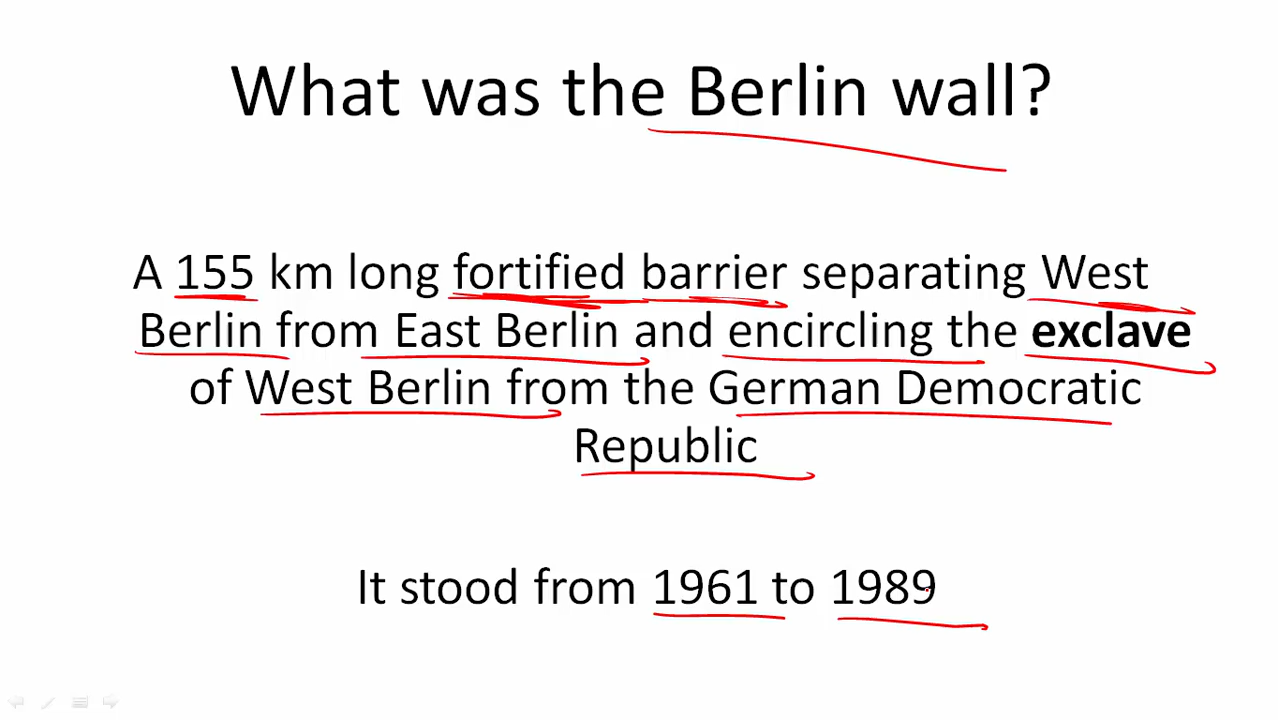 What was the Berlin wall?
A 155 km long fortified barrier separating West
Berlin from East Berlin and encircling the exclave
of West Berlin from the German Democratic
Republic
It stood from 1961 to 1989